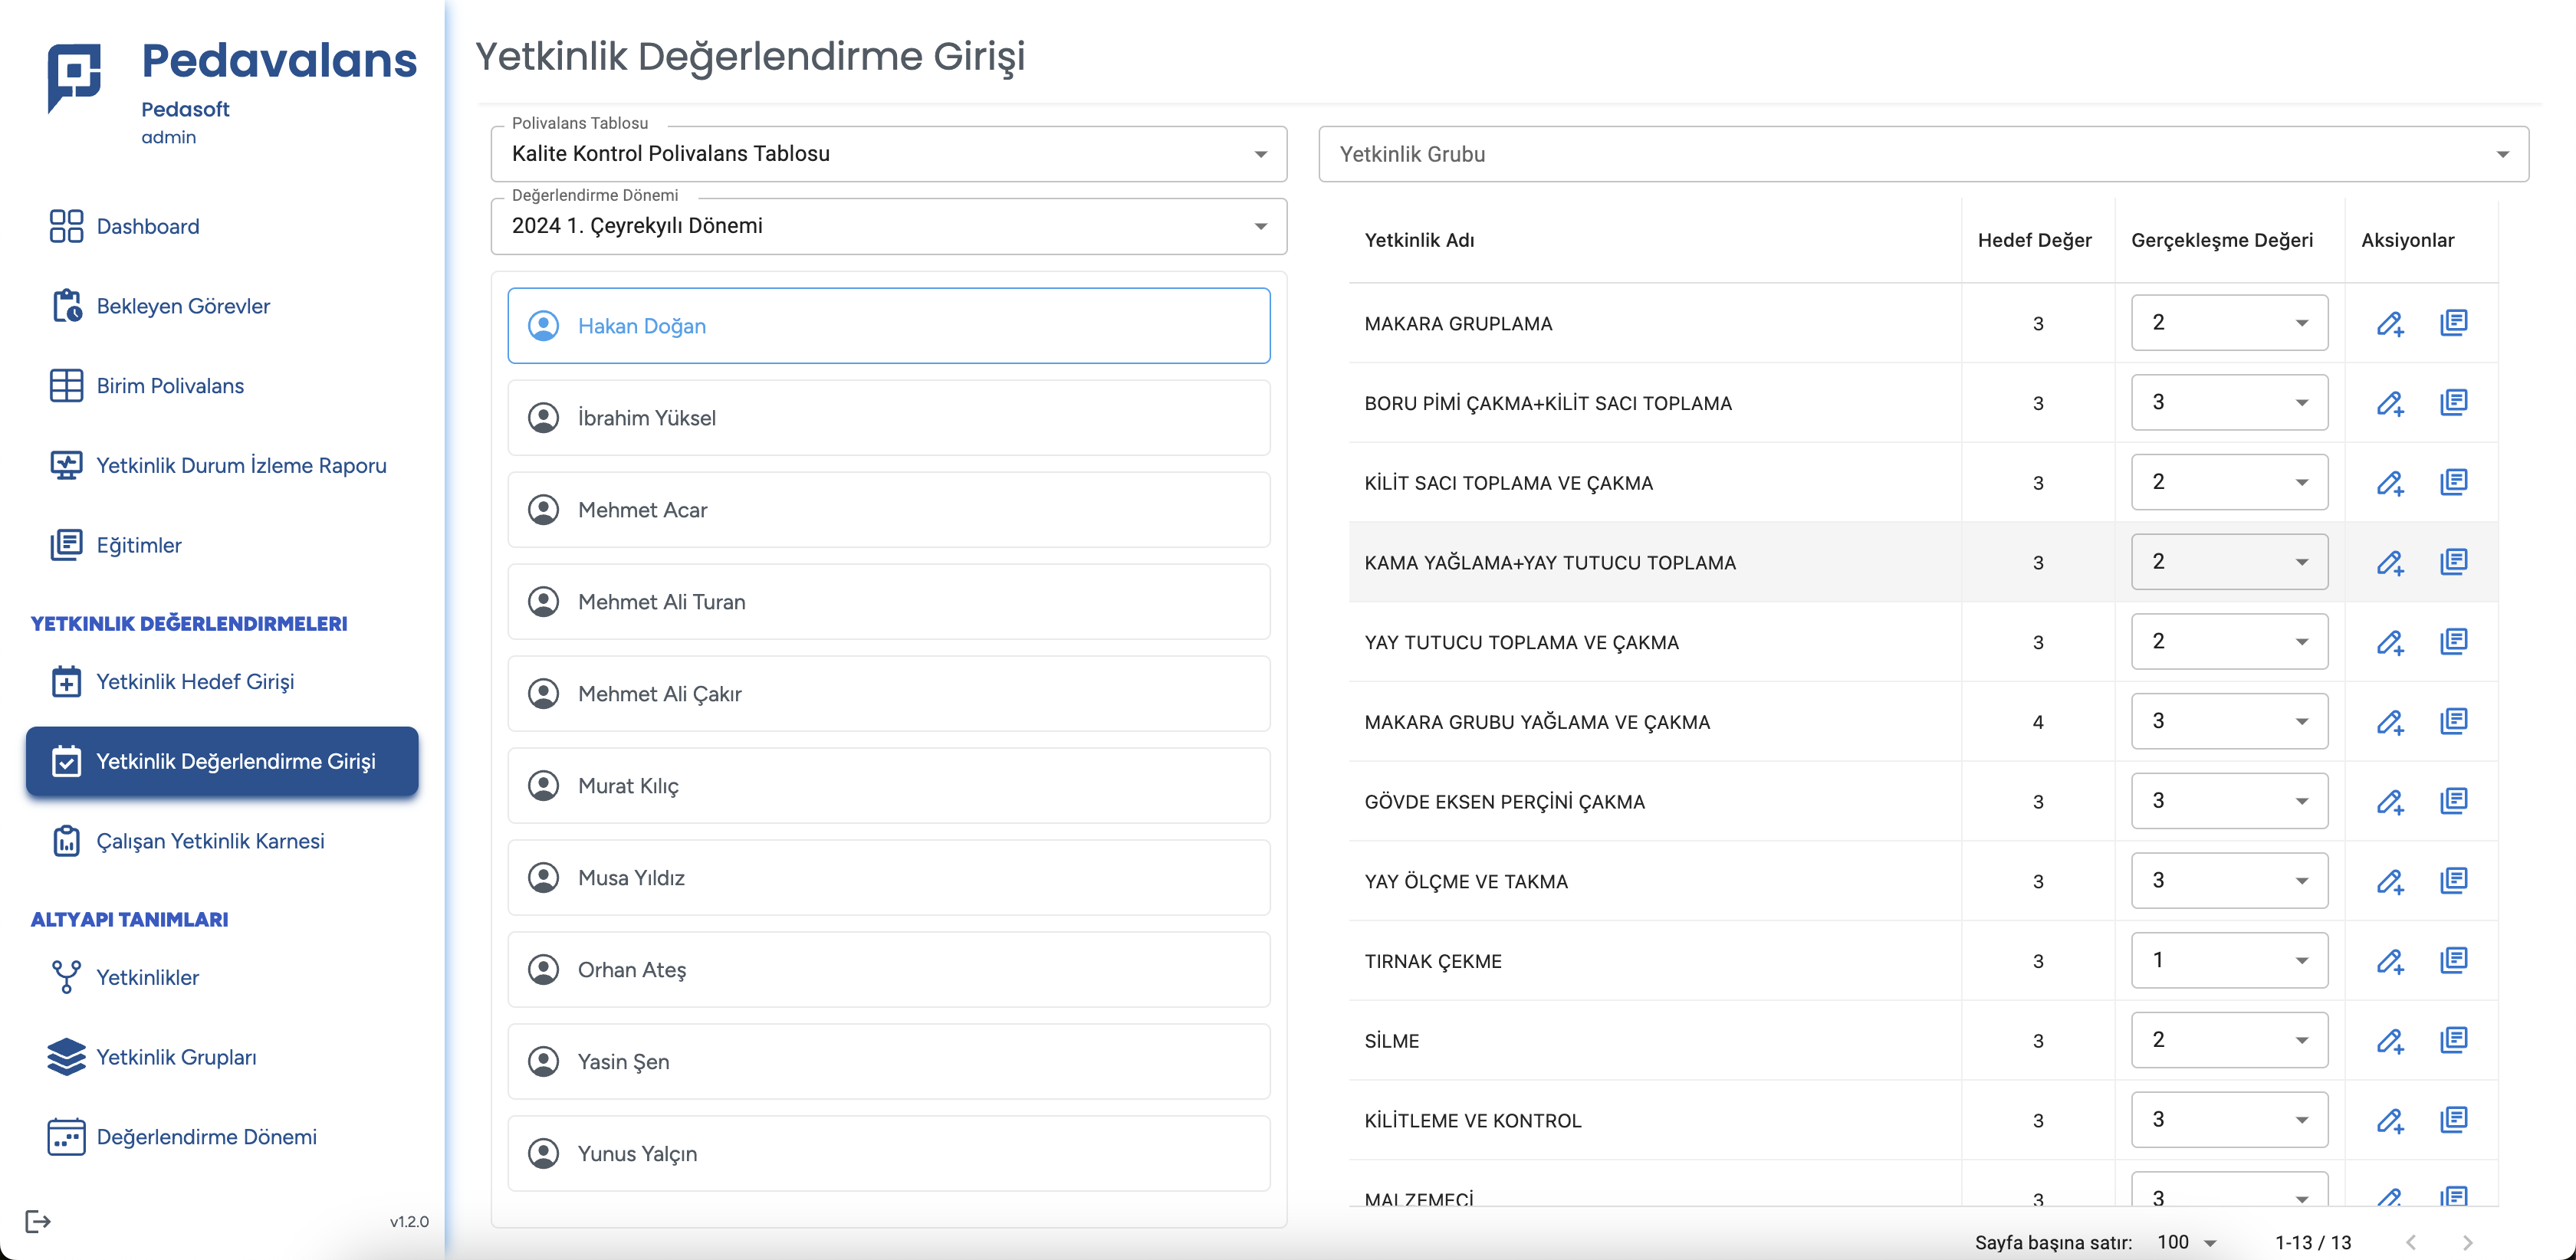 Pedavalans
Pedasoft
admin
Dashboard
Bekleyen Görevler
Birim Polivalans
Yetkinlik Durum İzleme Raporu
Eğitimler
YETKINLIK DEĞERLENDIRMELERI
Yetkinlik Hedef Girişi
Yetkinlik Değerlendirme Girişi
Çalışan Yetkinlik Karnesi
ALTYAPI TANIMLARI
Yetkinlikler
Yetkinlik Grupları
Değerlendirme Dönemi
v1.2.0
Yetkinlik Değerlendirme Girişi
Polivalans Tablosu
Kalite Kontrol Polivalans Tablosu
Değerlendirme Dönemi
2024 1. Çeyrekyılı Dönemi
Hakan Doğan
İbrahim Yüksel
Mehmet Acar
Mehmet Ali Turan
Mehmet Ali Çakır
Murat Kılıç
Musa Yıldız
Orhan Ateş
Yasin Şen
Yunus Yalçın
Yetkinlik Grubu
Yetkinlik Adı Hedef Değer Gerçekleşme Değeri Aksiyonlar
MAKARA GRUPLAMA 3 2
BORU PİMİ ÇAKMA+KİLİT SACI TOPLAMA 3 3
KİLİT SACI TOPLAMA VE ÇAKMA 3 2
KAMA YAĞLAMA+YAY TUTUCU TOPLAMA 3 2
YAY TUTUCU TOPLAMA VE ÇAKMA 3 2
MAKARA GRUBU YAĞLAMA VE ÇAKMA 4 3
GÖVDE EKSEN PERÇİNİ ÇAKMA 3 3
YAY ÖLÇME VE TAKMA 3 3
TIRNAK ÇEKME 3 1
SİLME 3 2
KİLİTLEME VE KONTROL 3 3
MALZEMECİ 3 3
Sayfa başına satır: 100 1-13 / 13